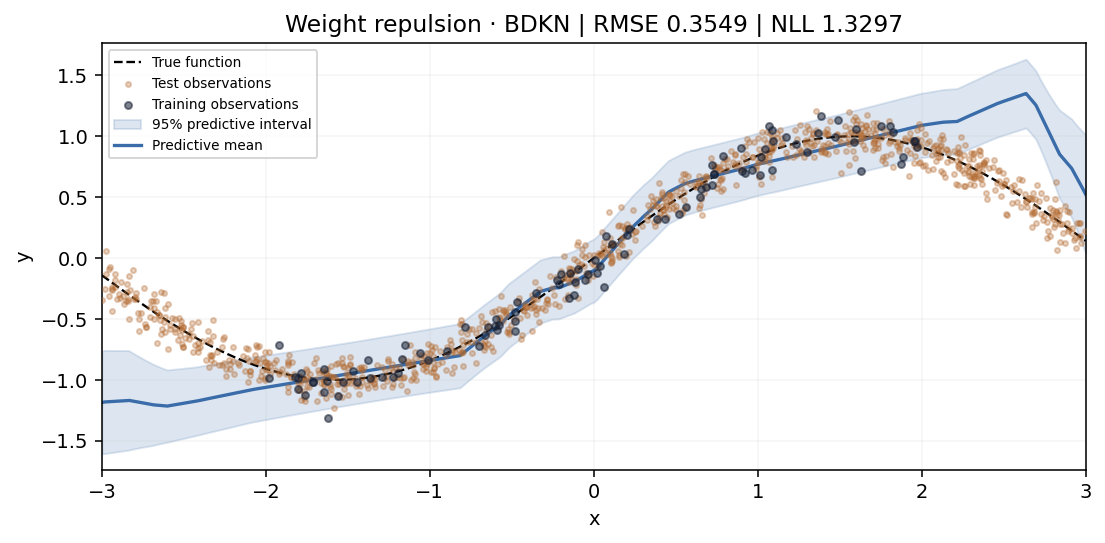 Weight repulsion · BDKN | RMSE 0.3549 | NLL 1.3297
True function
Test observations
Training observations
95% predictive interval
Predictive mean
1.5
1.0
0.5
0.0
−0.5
−1.0
−1.5
y
−3
−2
−1
0
1
2
3
x